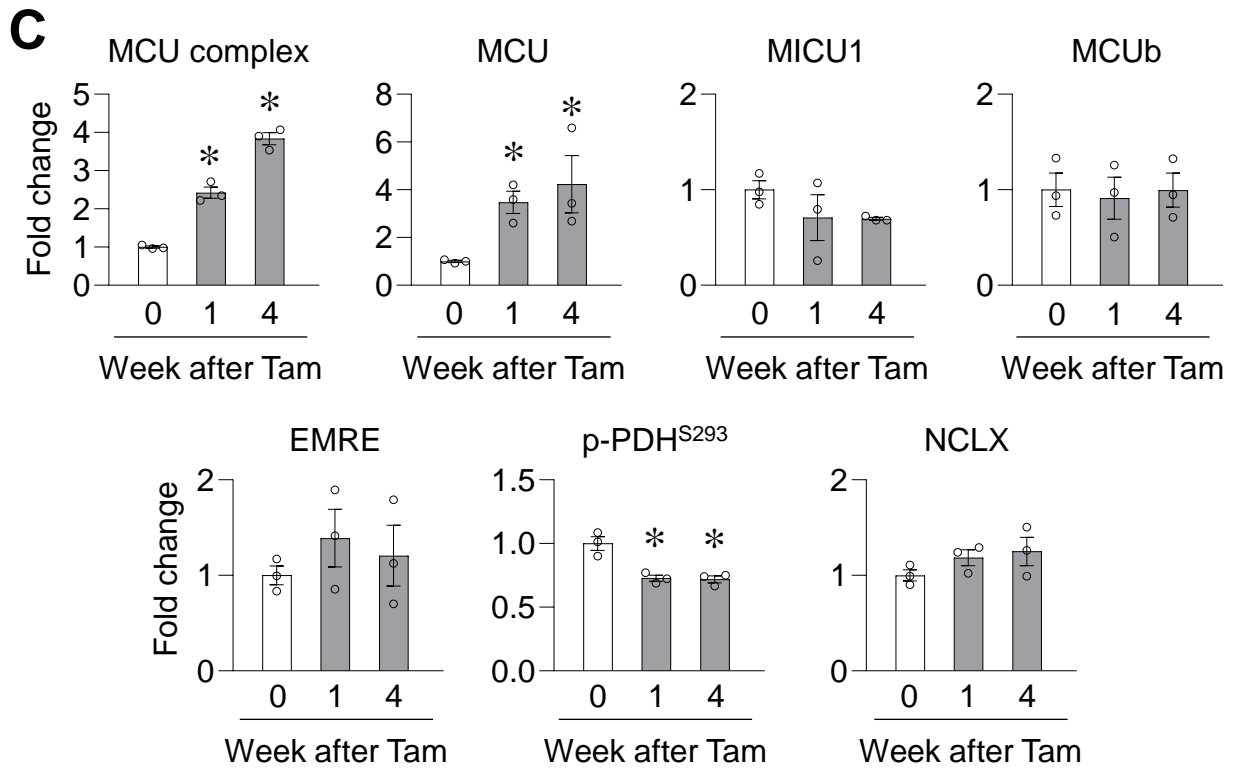 C
MCU complex
MCU
MICU1
MCUb
Fold change
5
4
3
2
1
0
* *
0 1 4
Week after Tam
8
6
4
2
0
* *
0 1 4
Week after Tam
2
1
0
0 1 4
Week after Tam
2
1
0
0 1 4
Week after Tam
EMRE
p-PDHS293
NCLX
Fold change
2
1
0
0 1 4
Week after Tam
1.5
1.0
0.5
0.0
* *
0 1 4
Week after Tam
2
1
0
0 1 4
Week after Tam